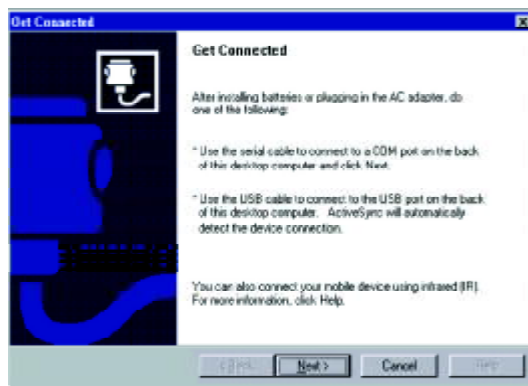 Get Connected
Get Connected
After installing batteries or plugging in the AC adapter, do
one of the following:
* Use the serial cable to connect to a COM port on the back
of this desktop computer and click Next.
* Use the USB cable to connect to the USB port on the back
of this desktop computer. ActiveSync will automatically
detect the device connection.
You can also connect your mobile device using infrared (IR).
For more information, click Help.
< Back
Next >
Cancel
Help